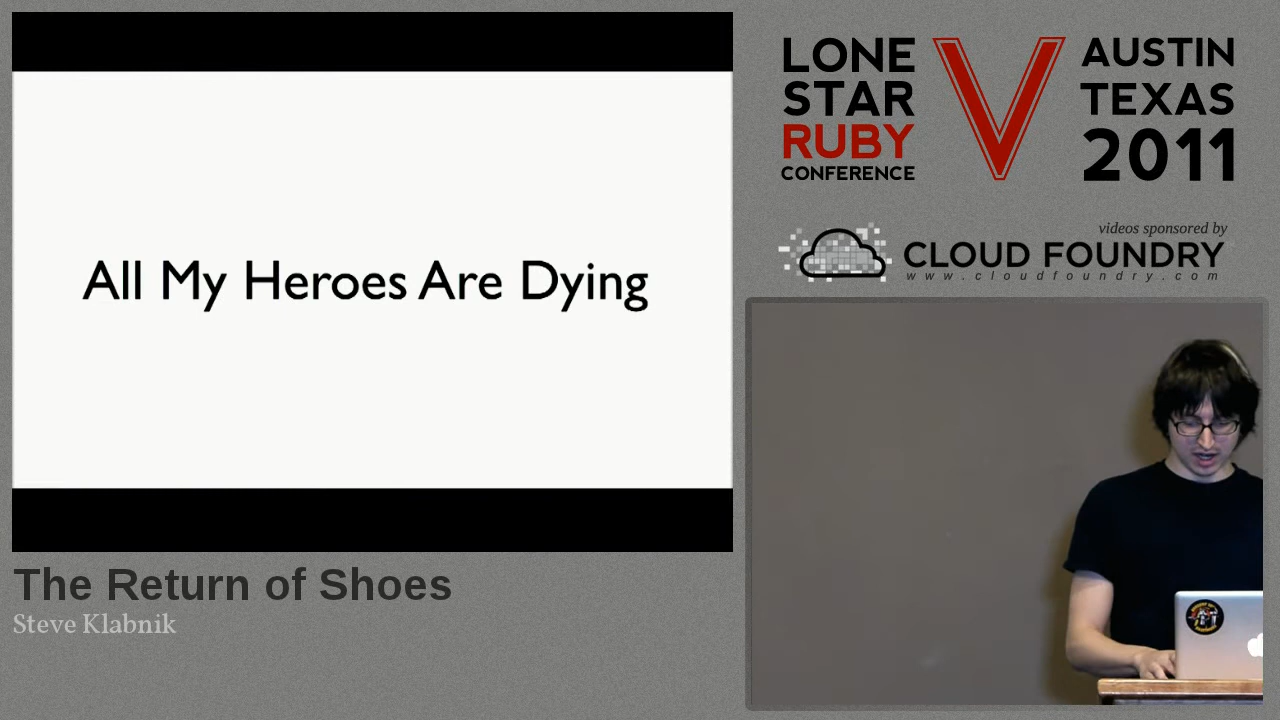 All My Heroes Are Dying
The Return of Shoes
Steve Klabnik
LONE
STAR
RUBY
CONFERENCE
V
AUSTIN
TEXAS
2011
videos sponsored by
CLOUD FOUNDRY
www.cloudfoundry.com